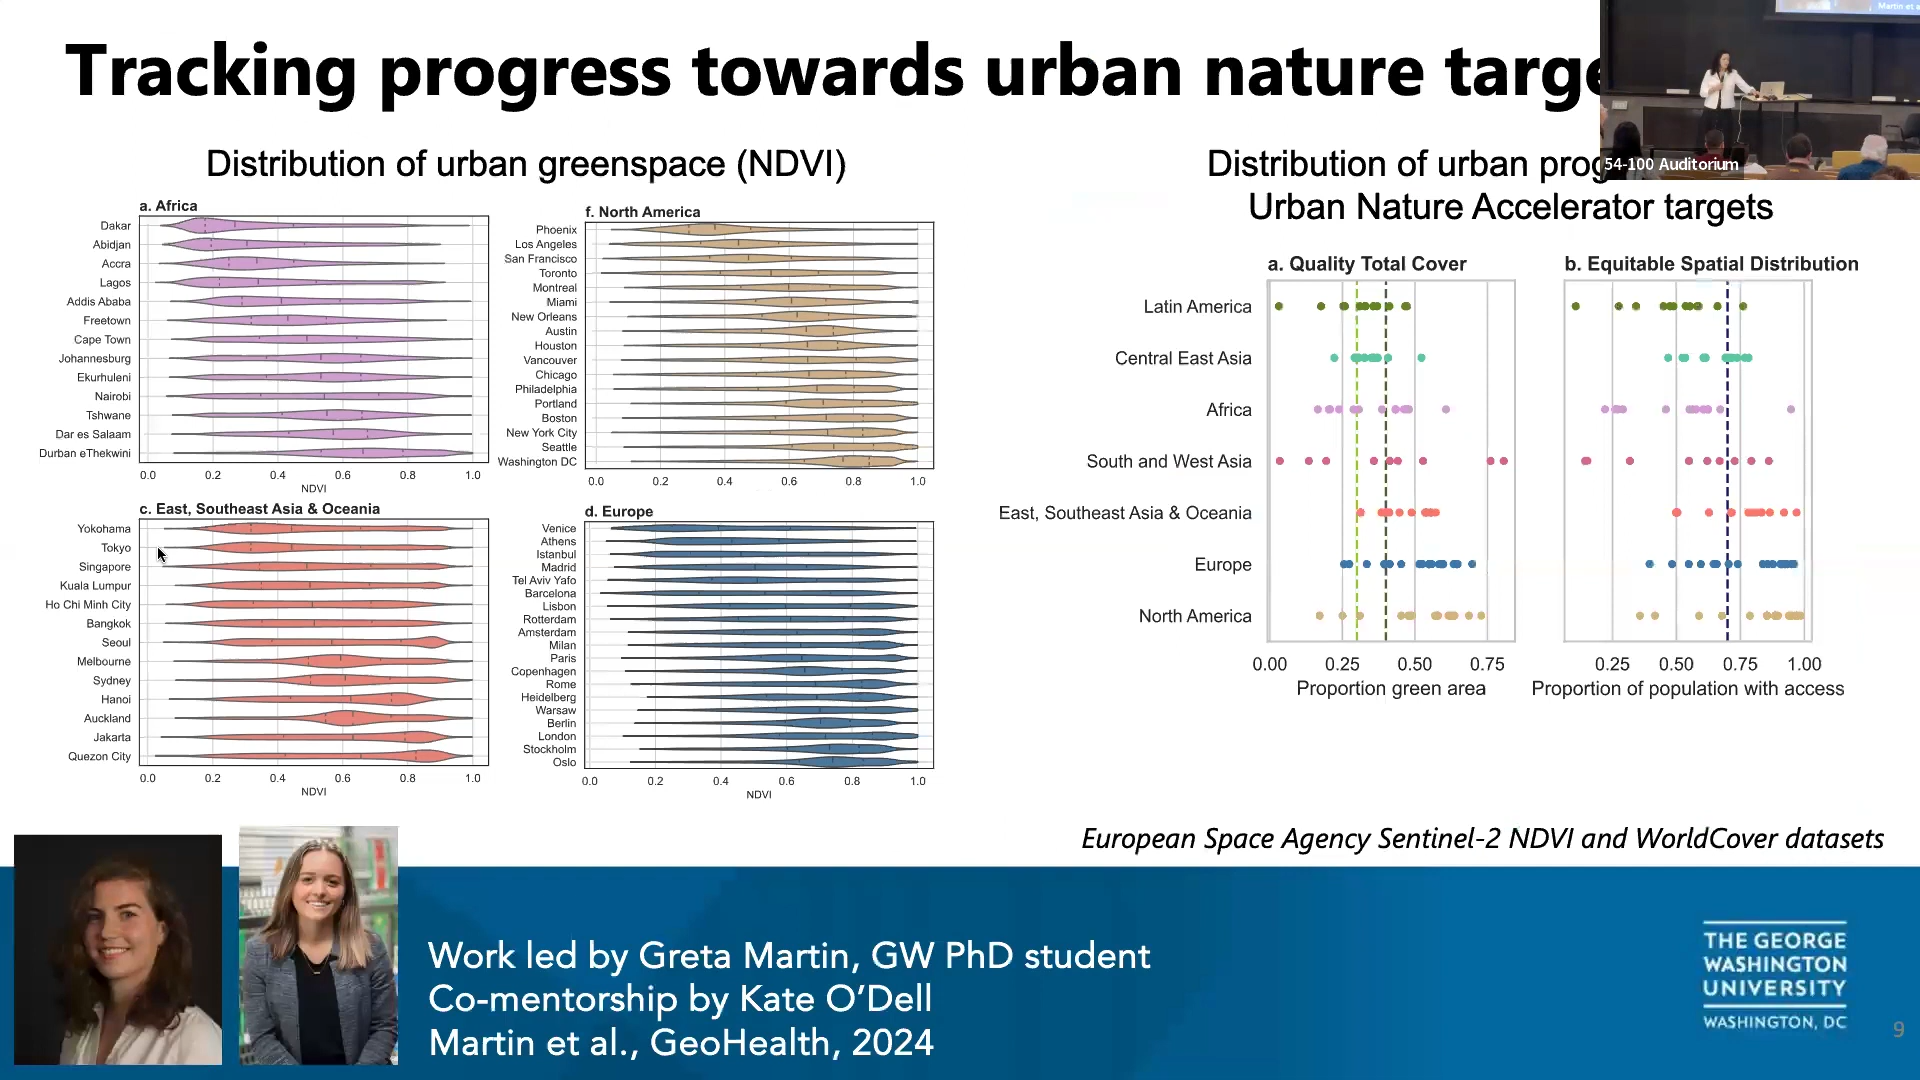 Tracking progress towards urban nature targe
Martin et a
54-100 Auditorium
Distribution of urban greenspace (NDVI)
a. Africa
Dakar
Abidjan
Accra
Lagos
Addis Ababa
Freetown
Cape Town
Johannesburg
Ekurhuleni
Nairobi
Tshwane
Dar es Salaam
Durban eThekwini
0.0 0.2 0.4 0.6 0.8 1.0
NDVI
f. North America
Phoenix
Los Angeles
San Francisco
Toronto
Montreal
Miami
New Orleans
Austin
Houston
Vancouver
Chicago
Philadelphia
Portland
Boston
New York City
Seattle
Washington DC
0.0 0.2 0.4 0.6 0.8 1.0
c. East, Southeast Asia & Oceania
Yokohama
Tokyo
Singapore
Kuala Lumpur
Ho Chi Minh City
Bangkok
Seoul
Melbourne
Sydney
Hanoi
Auckland
Jakarta
Quezon City
0.0 0.2 0.4 0.6 0.8 1.0
NDVI
d. Europe
Venice
Athens
Istanbul
Madrid
Tel Aviv Yafo
Barcelona
Lisbon
Rotterdam
Amsterdam
Milan
Paris
Copenhagen
Rome
Heidelberg
Warsaw
Berlin
London
Stockholm
Oslo
0.0 0.2 0.4 0.6 0.8 1.0
NDVI
Distribution of urban prog
Urban Nature Accelerator targets
a. Quality Total Cover
b. Equitable Spatial Distribution
Latin America
Central East Asia
Africa
South and West Asia
East, Southeast Asia & Oceania
Europe
North America
0.00 0.25 0.50 0.75
Proportion green area
0.25 0.50 0.75 1.00
Proportion of population with access
European Space Agency Sentinel-2 NDVI and WorldCover datasets
Work led by Greta Martin, GW PhD student
Co-mentorship by Kate O'Dell
Martin et al., GeoHealth, 2024
THE GEORGE
WASHINGTON
UNIVERSITY
WASHINGTON, DC
9